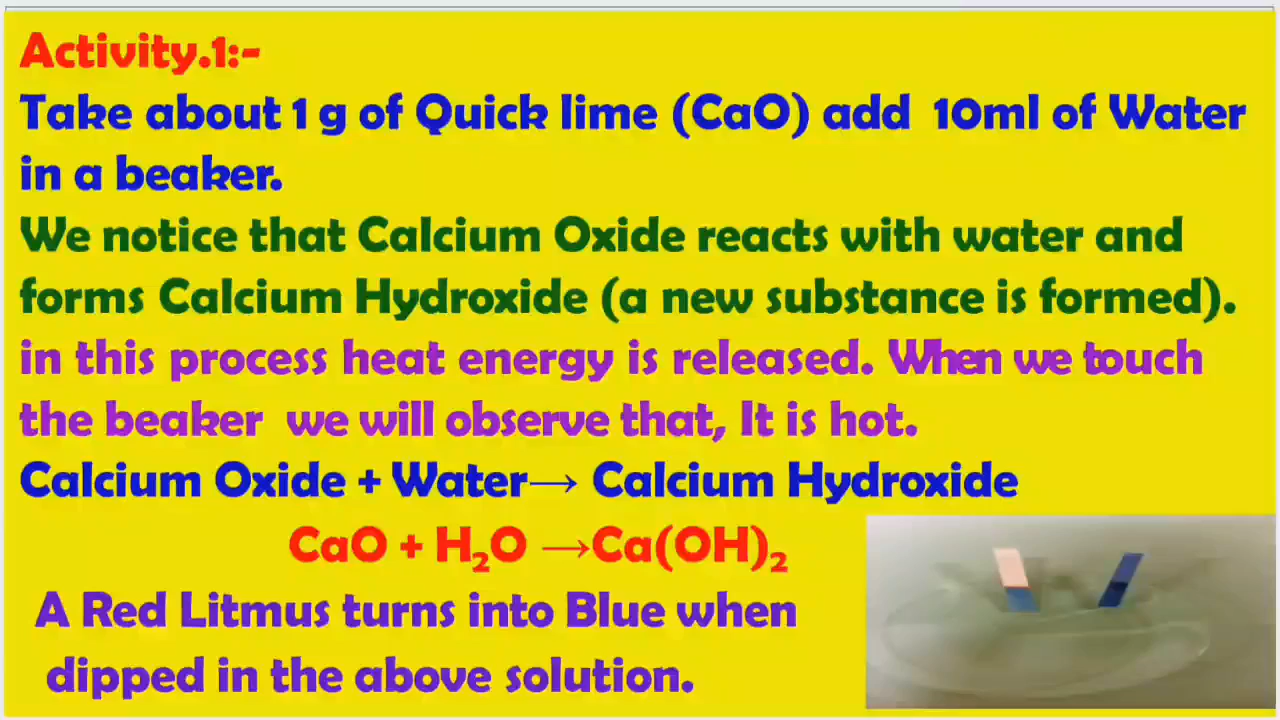 Activity.1:-
Take about 1 g of Quick lime (CaO) add 10ml of Water
in a beaker.
We notice that Calcium Oxide reacts with water and
forms Calcium Hydroxide (a new substance is formed).
in this process heat energy is released. When we touch
the beaker we will observe that, It is hot.
Calcium Oxide + Water→ Calcium Hydroxide
CaO + H₂O →Ca(OH)₂
A Red Litmus turns into Blue when
dipped in the above solution.